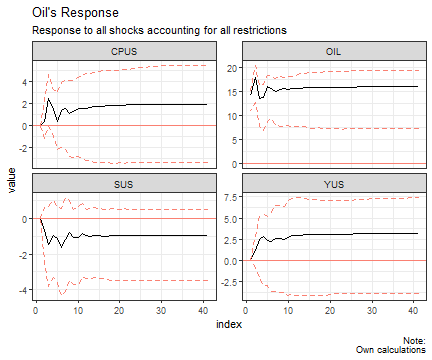 Oil's Response
Response to all shocks accounting for all restrictions
CPUS
OIL
4
2
0
-2
20
15
10
5
0
SUS
YUS
0
-2
-4
7.5
5.0
2.5
0.0
-2.5
0 10 20 30 40
0 10 20 30 40
value
index
Note:
Own calculations